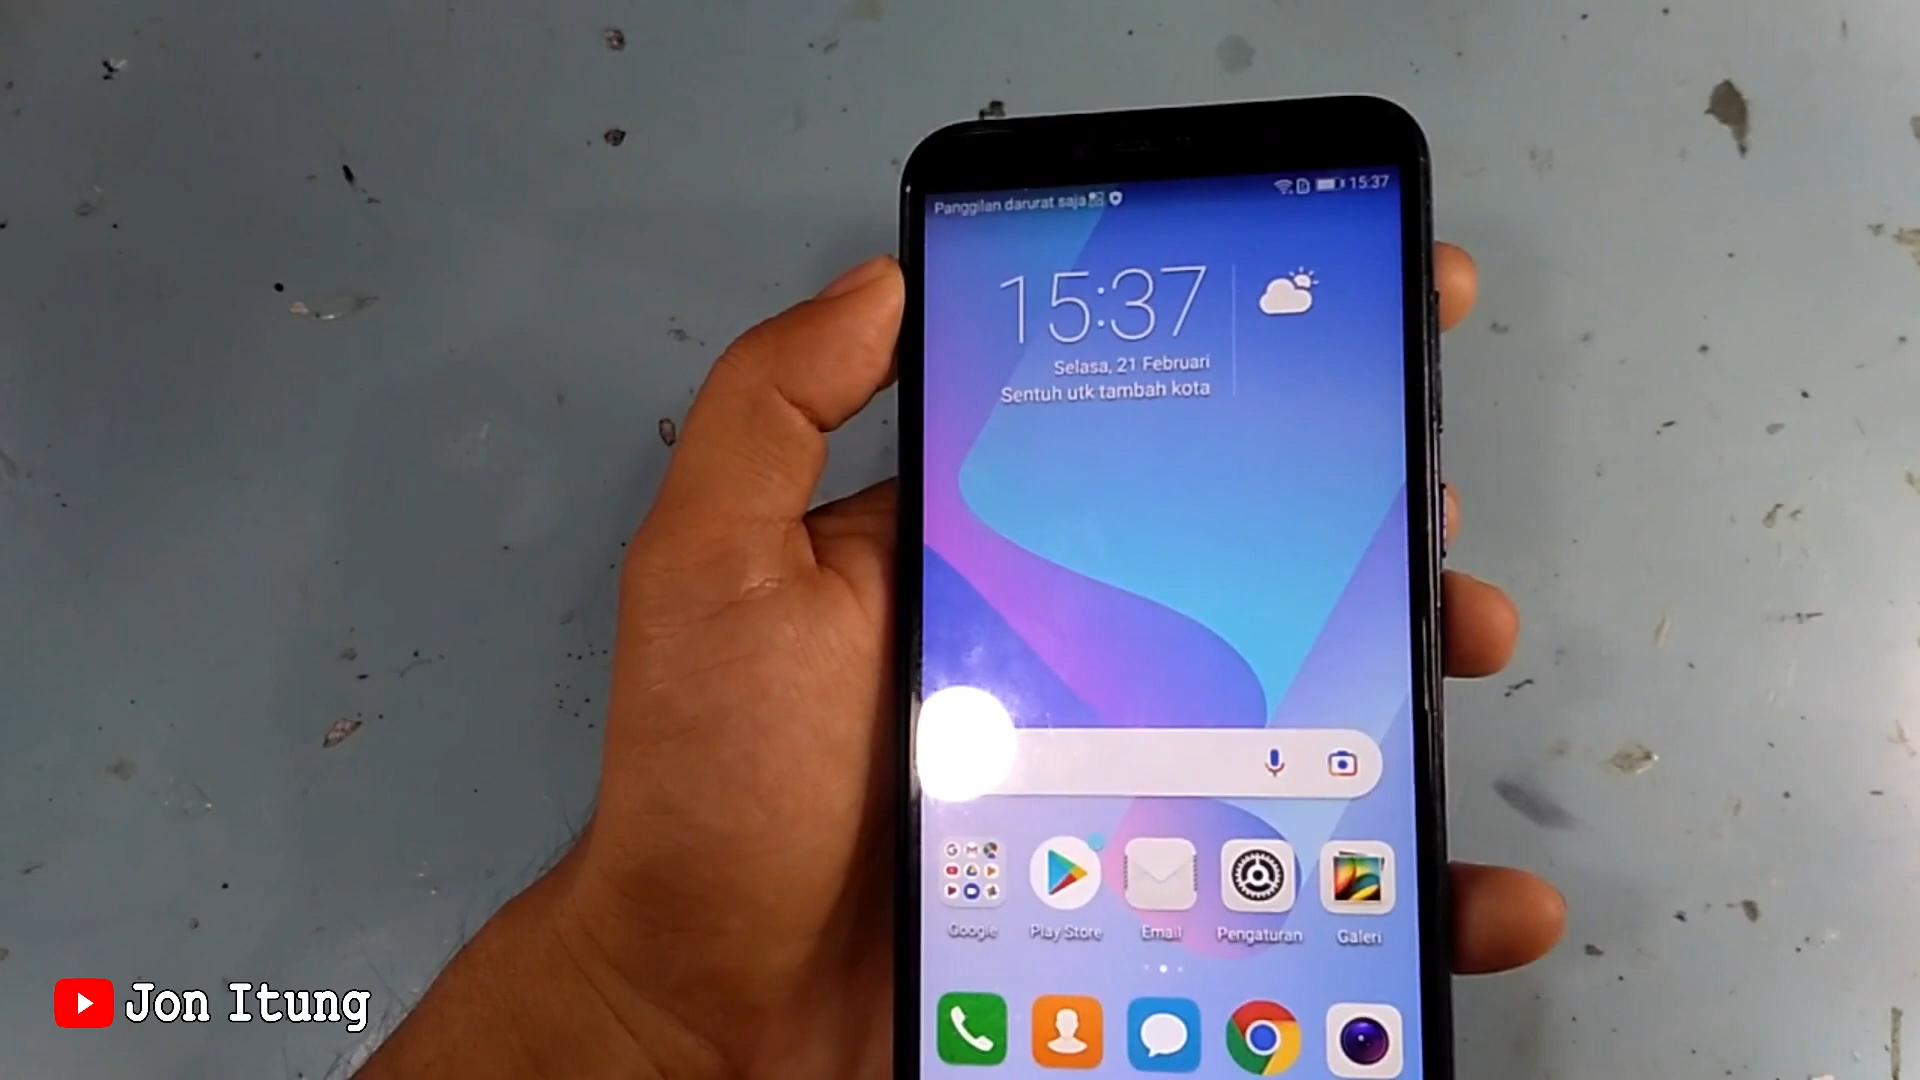 Panggilan darurat saja 15:37
15:37
Selasa, 21 Februari
Sentuh utk tambah kota
Google Play Store Email Pengaturan Galeri
Jon Itung